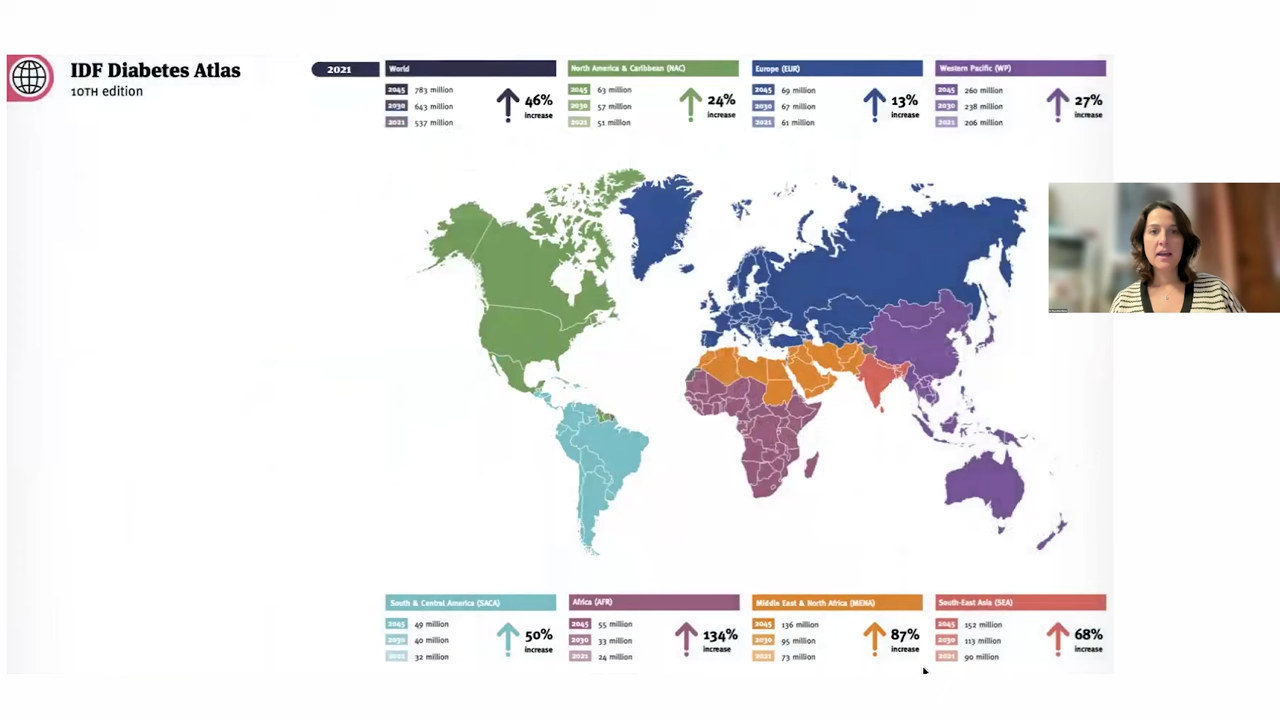 IDF Diabetes Atlas
10TH edition
2021
World
2045 783 million
2030 643 million
2021 537 million
46%
increase
North America & Caribbean (NAC)
2045 63 million
2030 57 million
2021 51 million
24%
increase
Europe (EUR)
2045 69 million
2030 67 million
2021 61 million
13%
increase
Western Pacific (WP)
2045 260 million
2030 238 million
2021 206 million
27%
increase
South & Central America (SACA)
2045 49 million
2030 40 million
2021 32 million
50%
increase
Africa (AFR)
2045 55 million
2030 33 million
2021 24 million
134%
increase
Middle East & North Africa (MENA)
2045 136 million
2030 95 million
2021 73 million
87%
increase
South-East Asia (SEA)
2045 152 million
2030 113 million
2021 90 million
68%
increase